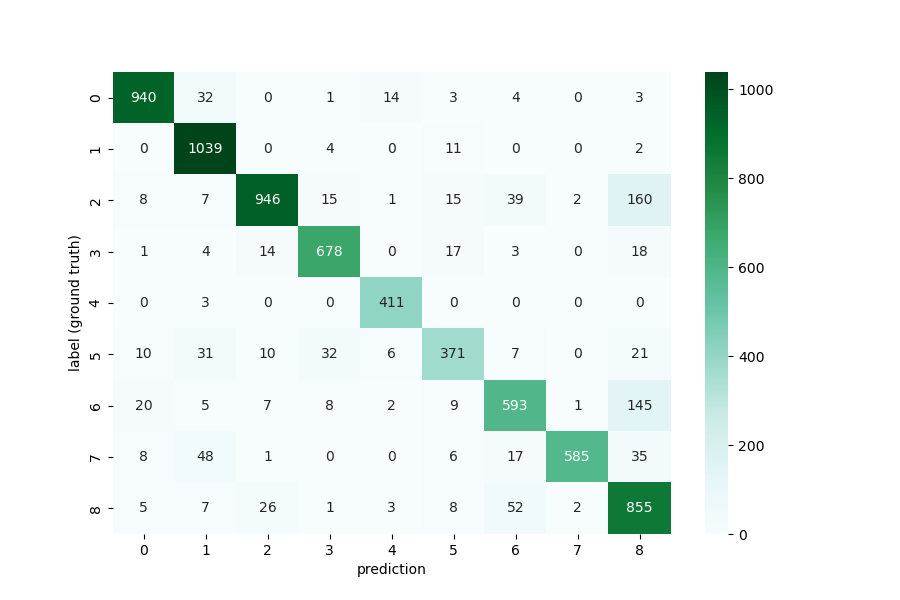 0 940 32 0 1 14 3 4 0 3
1 0 1039 0 4 0 11 0 0 2
2 8 7 946 15 1 15 39 2 160
3 1 4 14 678 0 17 3 0 18
4 0 3 0 0 411 0 0 0 0
5 10 31 10 32 6 371 7 0 21
6 20 5 7 8 2 9 593 1 145
7 8 48 1 0 0 6 17 585 35
8 5 7 26 1 3 8 52 2 855
0 1 2 3 4 5 6 7 8
prediction
label (ground truth)
1000
800
600
400
200
0